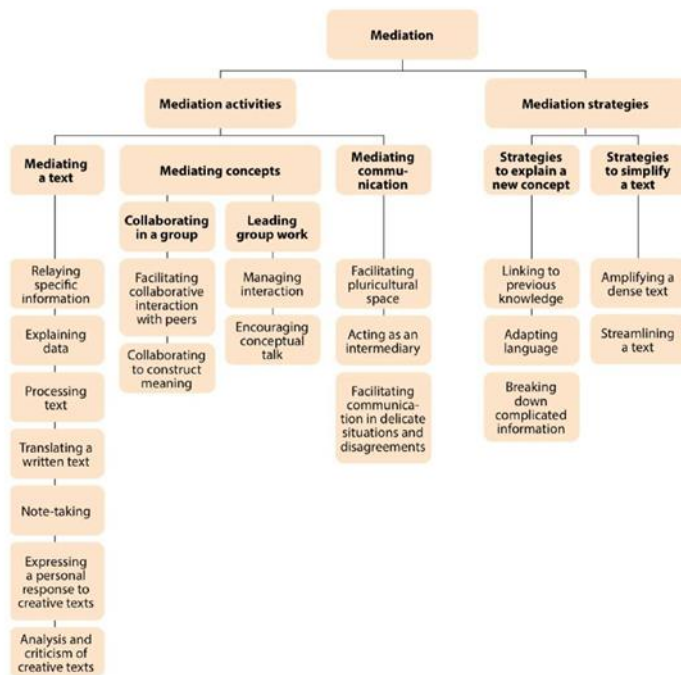 Mediation
Mediation activities
Mediation strategies
Mediating
a text
Mediating concepts
Mediating
commu-
nication
Strategies
to explain a
new concept
Strategies
to simplify
a text
Collaborating
in a group
Leading
group work
Relaying
specific
information
Explaining
data
Processing
text
Translating a
written text
Note-taking
Expressing
a personal
response to
creative texts
Analysis and
criticism of
creative texts
Facilitating
collaborative
interaction
with peers
Collaborating
to construct
meaning
Managing
interaction
Encouraging
conceptual
talk
Facilitating
pluricultural
space
Acting as an
intermediary
Facilitating
communica-
tion in delicate
situations and
disagreements
Linking to
previous
knowledge
Adapting
language
Breaking
down
complicated
information
Amplifying a
dense text
Streamlining
a text